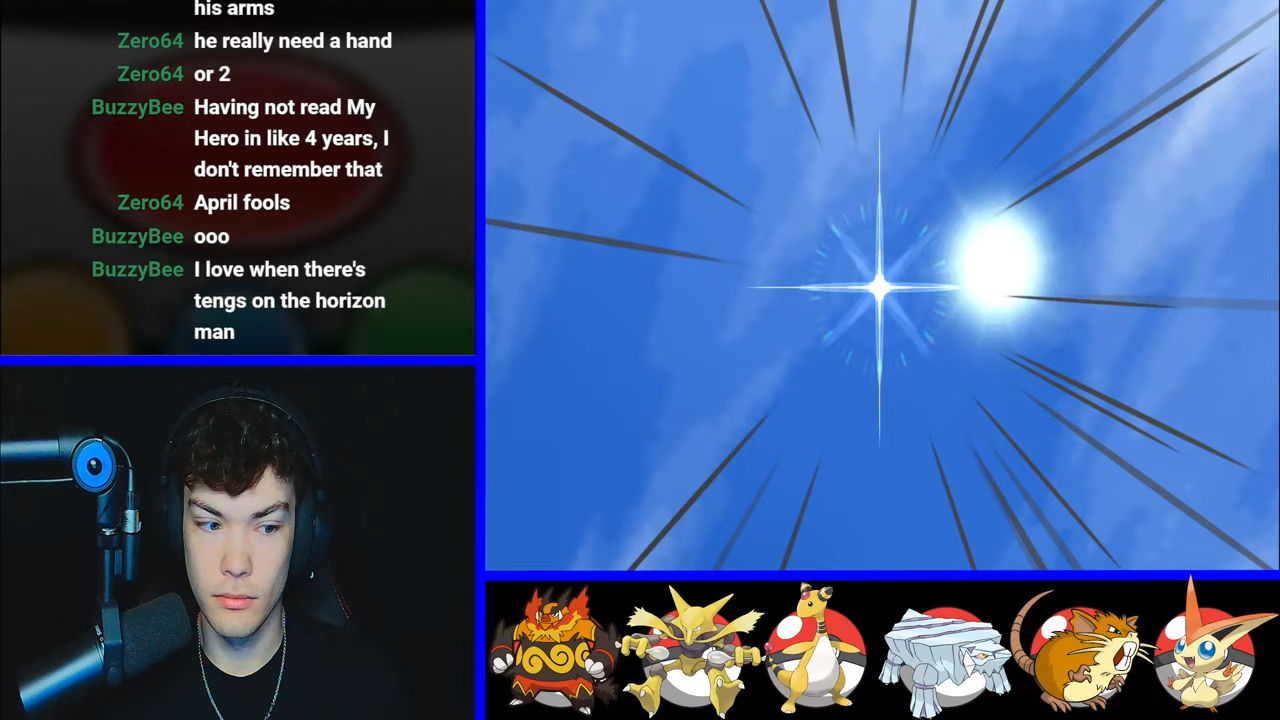 his arms
Zero64 he really need a hand
Zero64 or 2
BuzzyBee Having not read My
Hero in like 4 years, I
don't remember that
Zero64 April fools
BuzzyBee ooo
BuzzyBee I love when there's
tengs on the horizon
man